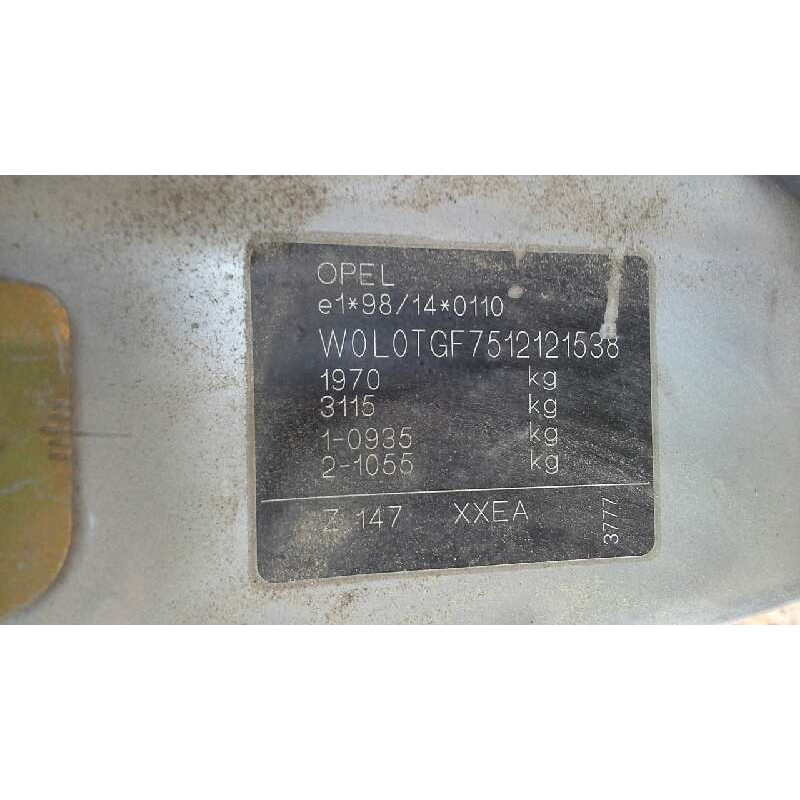 OPEL
e1*98/14*0110
W0L0TGF7512121538
1970 kg
3115 kg
1-0935 kg
2-1055 kg
Z 147 XXEA
3777